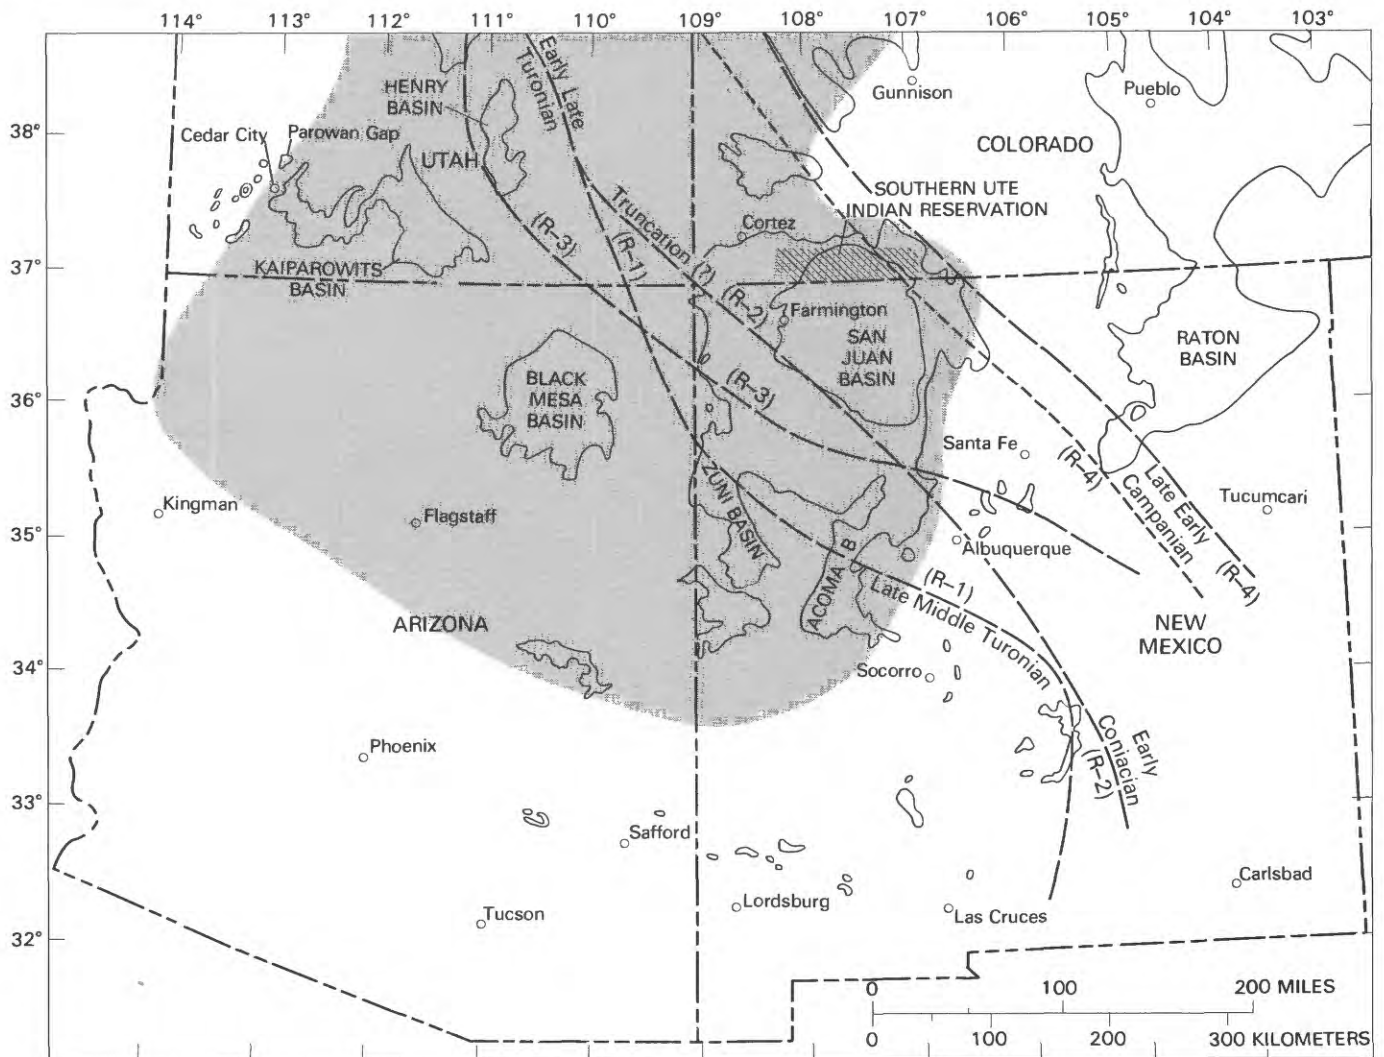 114° 113° 112° 111° 110° 109° 108° 107° 106° 105° 104° 103°
HENRY
BASIN
Early Late
Turonian
Gunnison
Pueblo
38°
Cedar City
Parowan Gap
UTAH
COLORADO
SOUTHERN UTE
INDIAN RESERVATION
Truncation (?)
(R-3)
(R-1)
Cortez
37°
KAIPAROWITS
BASIN
(R-2)
Farmington
SAN
JUAN
BASIN
RATON
BASIN
BLACK
MESA
BASIN
(R-3)
36°
Santa Fe
(R-4)
Campanian
Late Early
(R-4)
Tucumcari
Kingman
Flagstaff
ZUNI BASIN
35°
ACOMA B
Albuquerque
(R-1)
Late Middle Turonian
ARIZONA
NEW
MEXICO
34°
Socorro
Phoenix
Early
Coniacian
(R-2)
33°
Safford
Carlsbad
Tucson
Lordsburg
Las Cruces
32°
0 100 200 MILES
0 100 200 300 KILOMETERS